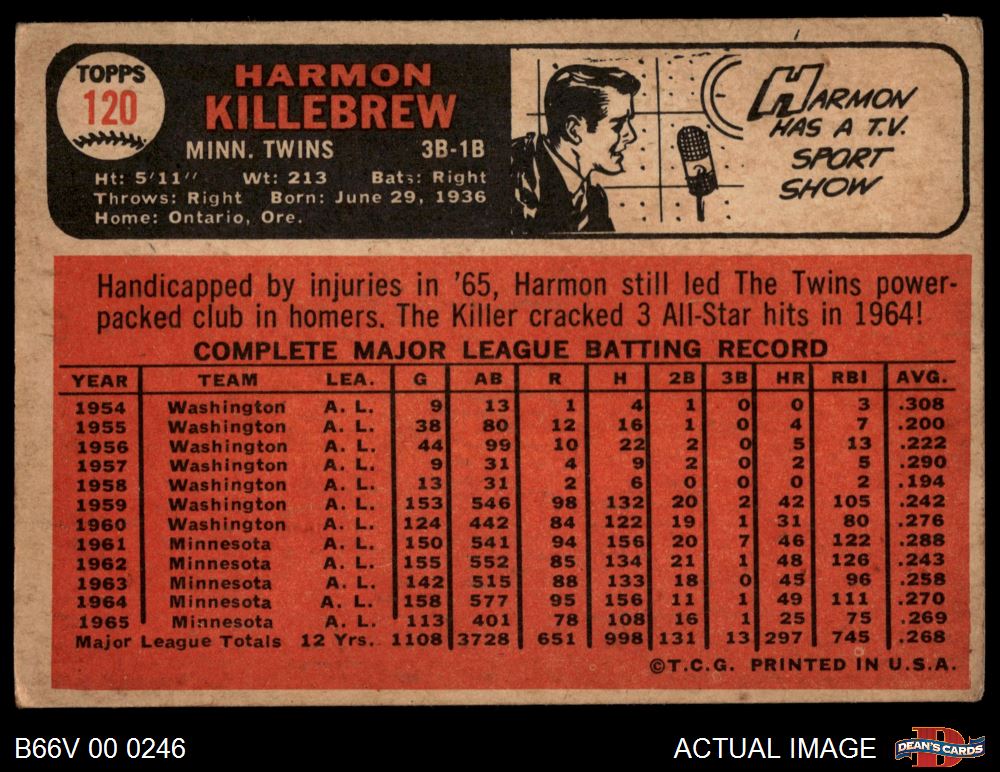 TOPPS
120
HARMON
KILLEBREW
MINN. TWINS 3B-1B
Ht: 5'11" Wt: 213 Bats: Right
Throws: Right Born: June 29, 1936
Home: Ontario, Ore.
HARMON
HAS A T.V.
SPORT
SHOW
Handicapped by injuries in '65, Harmon still led The Twins power-
packed club in homers. The Killer cracked 3 All-Star hits in 1964!
COMPLETE MAJOR LEAGUE BATTING RECORD
YEAR TEAM LEA. G AB R H 2B 3B HR RBI AVG.
1954 Washington A. L. 9 13 1 4 1 0 0 3 .308
1955 Washington A. L. 38 80 12 16 1 0 4 7 .200
1956 Washington A. L. 44 99 10 22 2 0 5 13 .222
1957 Washington A. L. 9 31 4 9 2 0 2 5 .290
1958 Washington A. L. 13 31 2 6 0 0 0 2 .194
1959 Washington A. L. 153 546 98 132 20 2 42 105 .242
1960 Washington A. L. 124 442 84 122 19 1 31 80 .276
1961 Minnesota A. L. 150 541 94 156 20 7 46 122 .288
1962 Minnesota A. L. 155 552 85 134 21 1 48 126 .243
1963 Minnesota A. L. 142 515 88 133 18 0 45 96 .258
1964 Minnesota A. L. 158 577 95 156 11 1 49 111 .270
1965 Minnesota A. L. 113 401 78 108 16 1 25 75 .269
Major League Totals 12 Yrs. 1108 3728 651 998 131 13 297 745 .268
©T.C.G. PRINTED IN U.S.A.
B66V 00 0246
ACTUAL IMAGE
DEAN'S CARDS